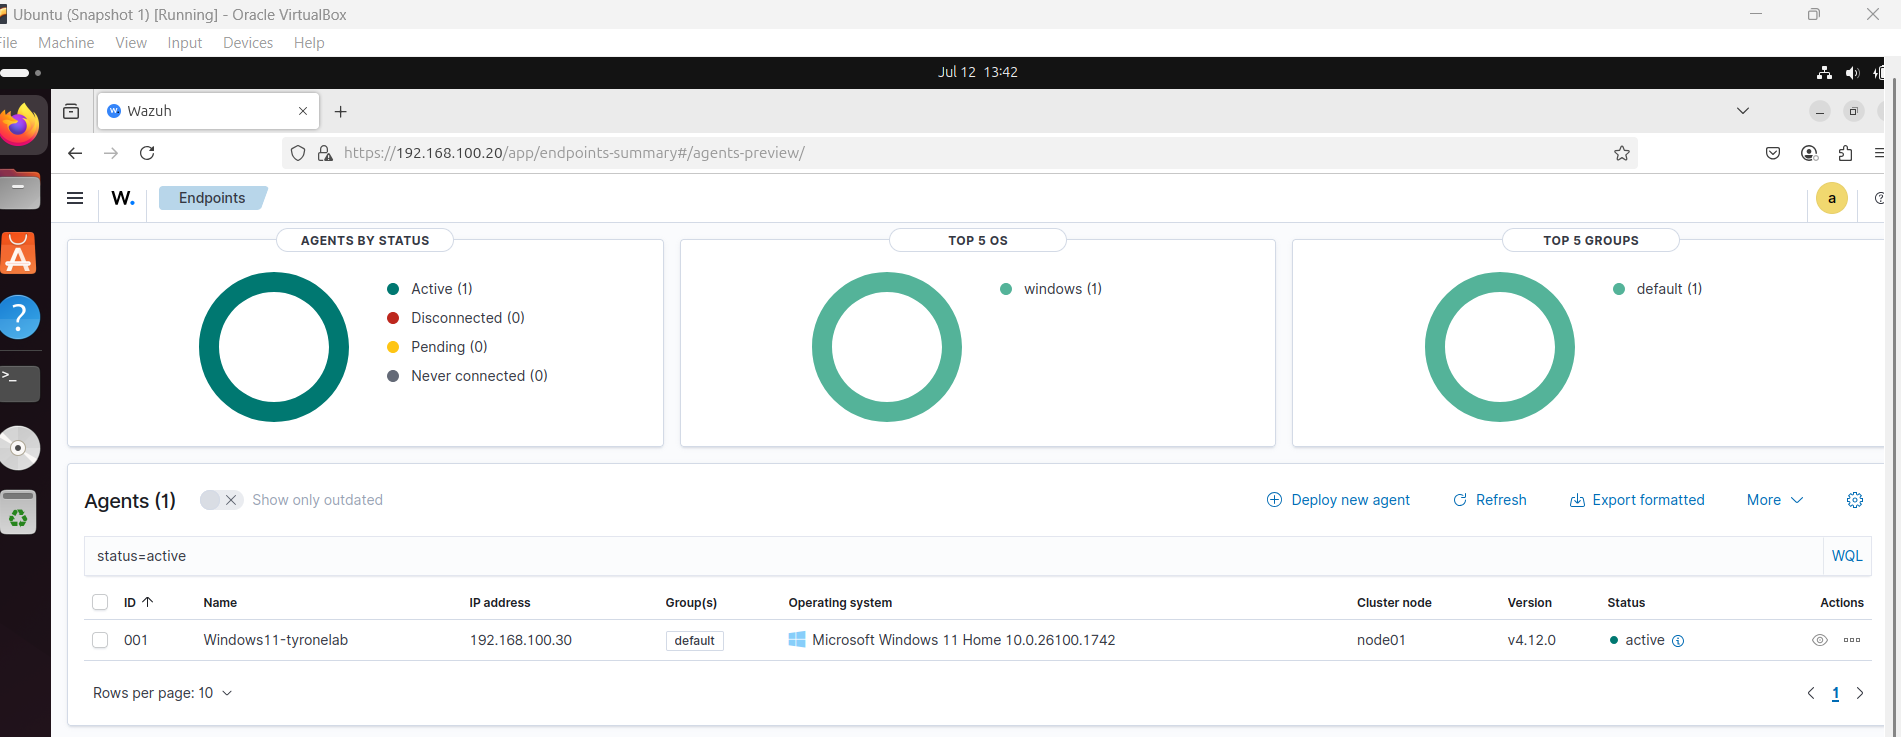 Ubuntu (Snapshot 1) [Running] - Oracle VirtualBox
File Machine View Input Devices Help
Jul 12 13:42
Wazuh
https://192.168.100.20/app/endpoints-summary#/agents-preview/
W. Endpoints a
AGENTS BY STATUS
Active (1)
Disconnected (0)
Pending (0)
Never connected (0)
TOP 5 OS
windows (1)
TOP 5 GROUPS
default (1)
Agents (1) Show only outdated Deploy new agent Refresh Export formatted More
status=active WQL
ID Name IP address Group(s) Operating system Cluster node Version Status Actions
001 Windows11-tyronelab 192.168.100.30 default Microsoft Windows 11 Home 10.0.26100.1742 node01 v4.12.0 active
Rows per page: 10 1